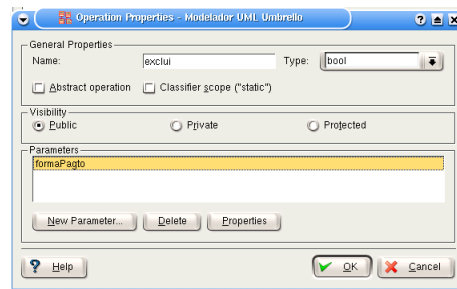 Operation Properties - Modelador UML Umbrello
General Properties
Name: exclui Type: bool
Abstract operation Classifier scope ("static")
Visibility
Public Private Protected
Parameters
formaPagto
New Parameter... Delete Properties
Help OK Cancel